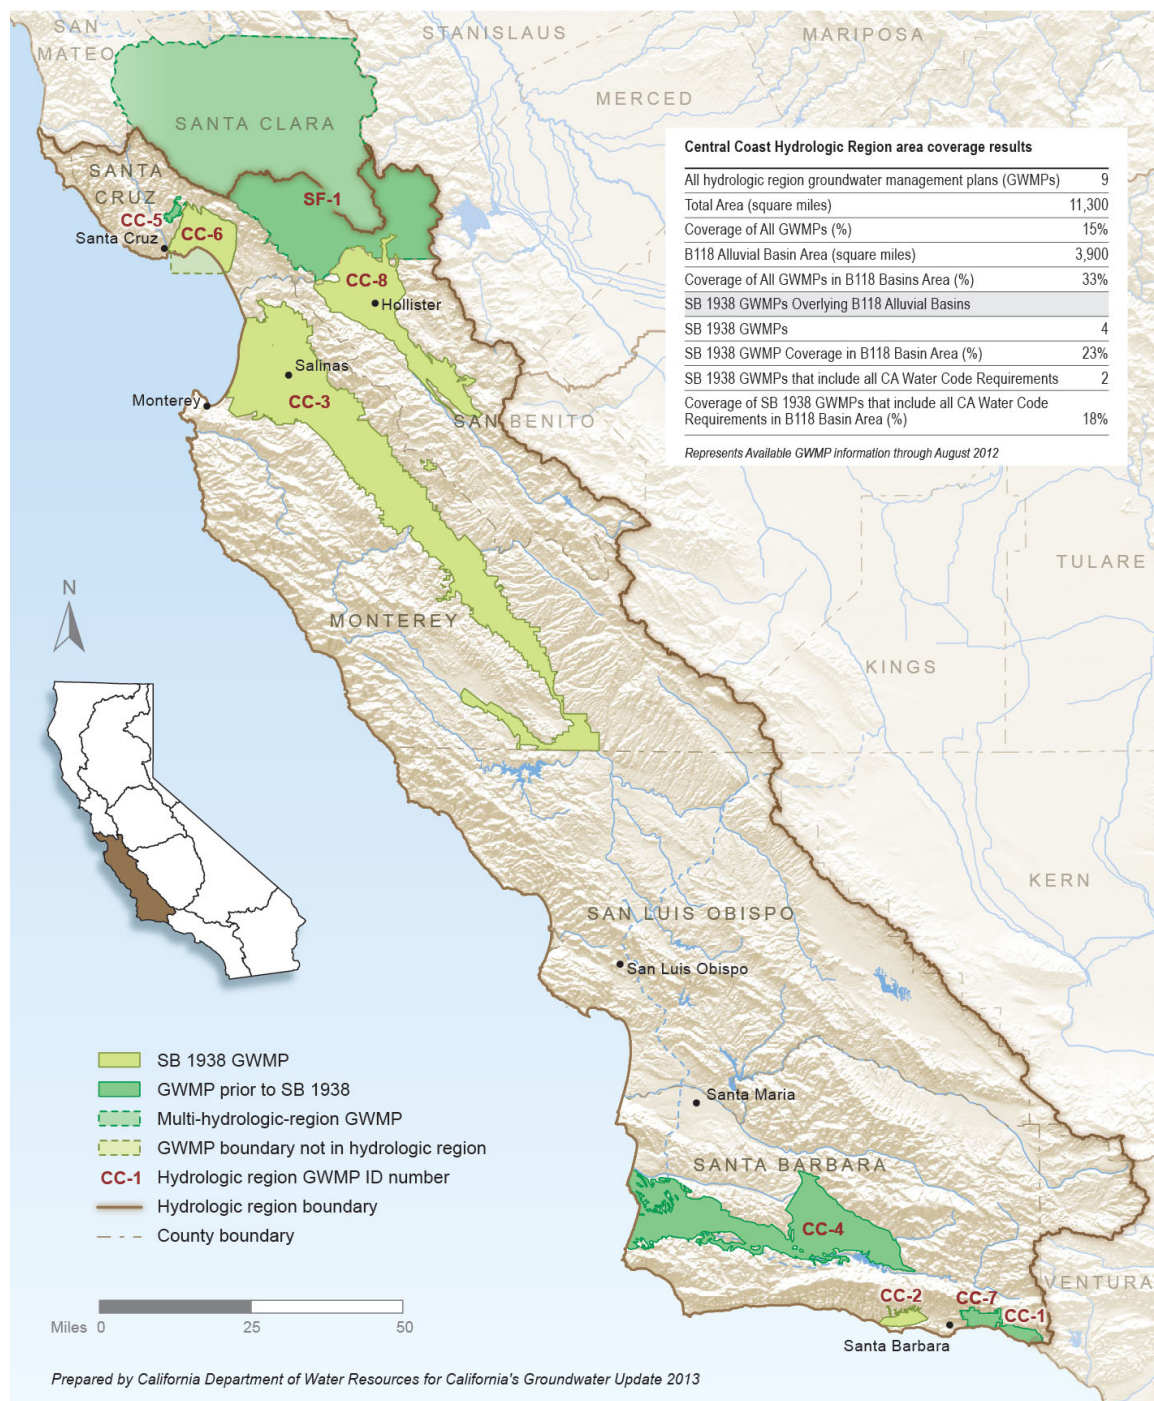 SAN
MATEO
STANISLAUS
MARIPOSA
MERCED
SANTA CLARA
SANTA
CRUZ
SF-1
CC-5
CC-6
Santa Cruz
CC-8
Hollister
Salinas
CC-3
Monterey
SAN BENITO
Central Coast Hydrologic Region area coverage results
All hydrologic region groundwater management plans (GWMPs) 9
Total Area (square miles) 11,300
Coverage of All GWMPs (%) 15%
B118 Alluvial Basin Area (square miles) 3,900
Coverage of All GWMPs in B118 Basins Area (%) 33%
SB 1938 GWMPs Overlying B118 Alluvial Basins
SB 1938 GWMPs 4
SB 1938 GWMP Coverage in B118 Basin Area (%) 23%
SB 1938 GWMPs that include all CA Water Code Requirements 2
Coverage of SB 1938 GWMPs that include all CA Water Code
Requirements in B118 Basin Area (%) 18%
Represents Available GWMP information through August 2012
TULARE
N
MONTEREY
KINGS
KERN
SAN LUIS OBISPO
San Luis Obispo
Santa Maria
SANTA BARBARA
CC-4
VENTURA
CC-2
CC-7
CC-1
Santa Barbara
SB 1938 GWMP
GWMP prior to SB 1938
Multi-hydrologic-region GWMP
GWMP boundary not in hydrologic region
CC-1 Hydrologic region GWMP ID number
Hydrologic region boundary
County boundary
Miles 0 25 50
Prepared by California Department of Water Resources for California's Groundwater Update 2013